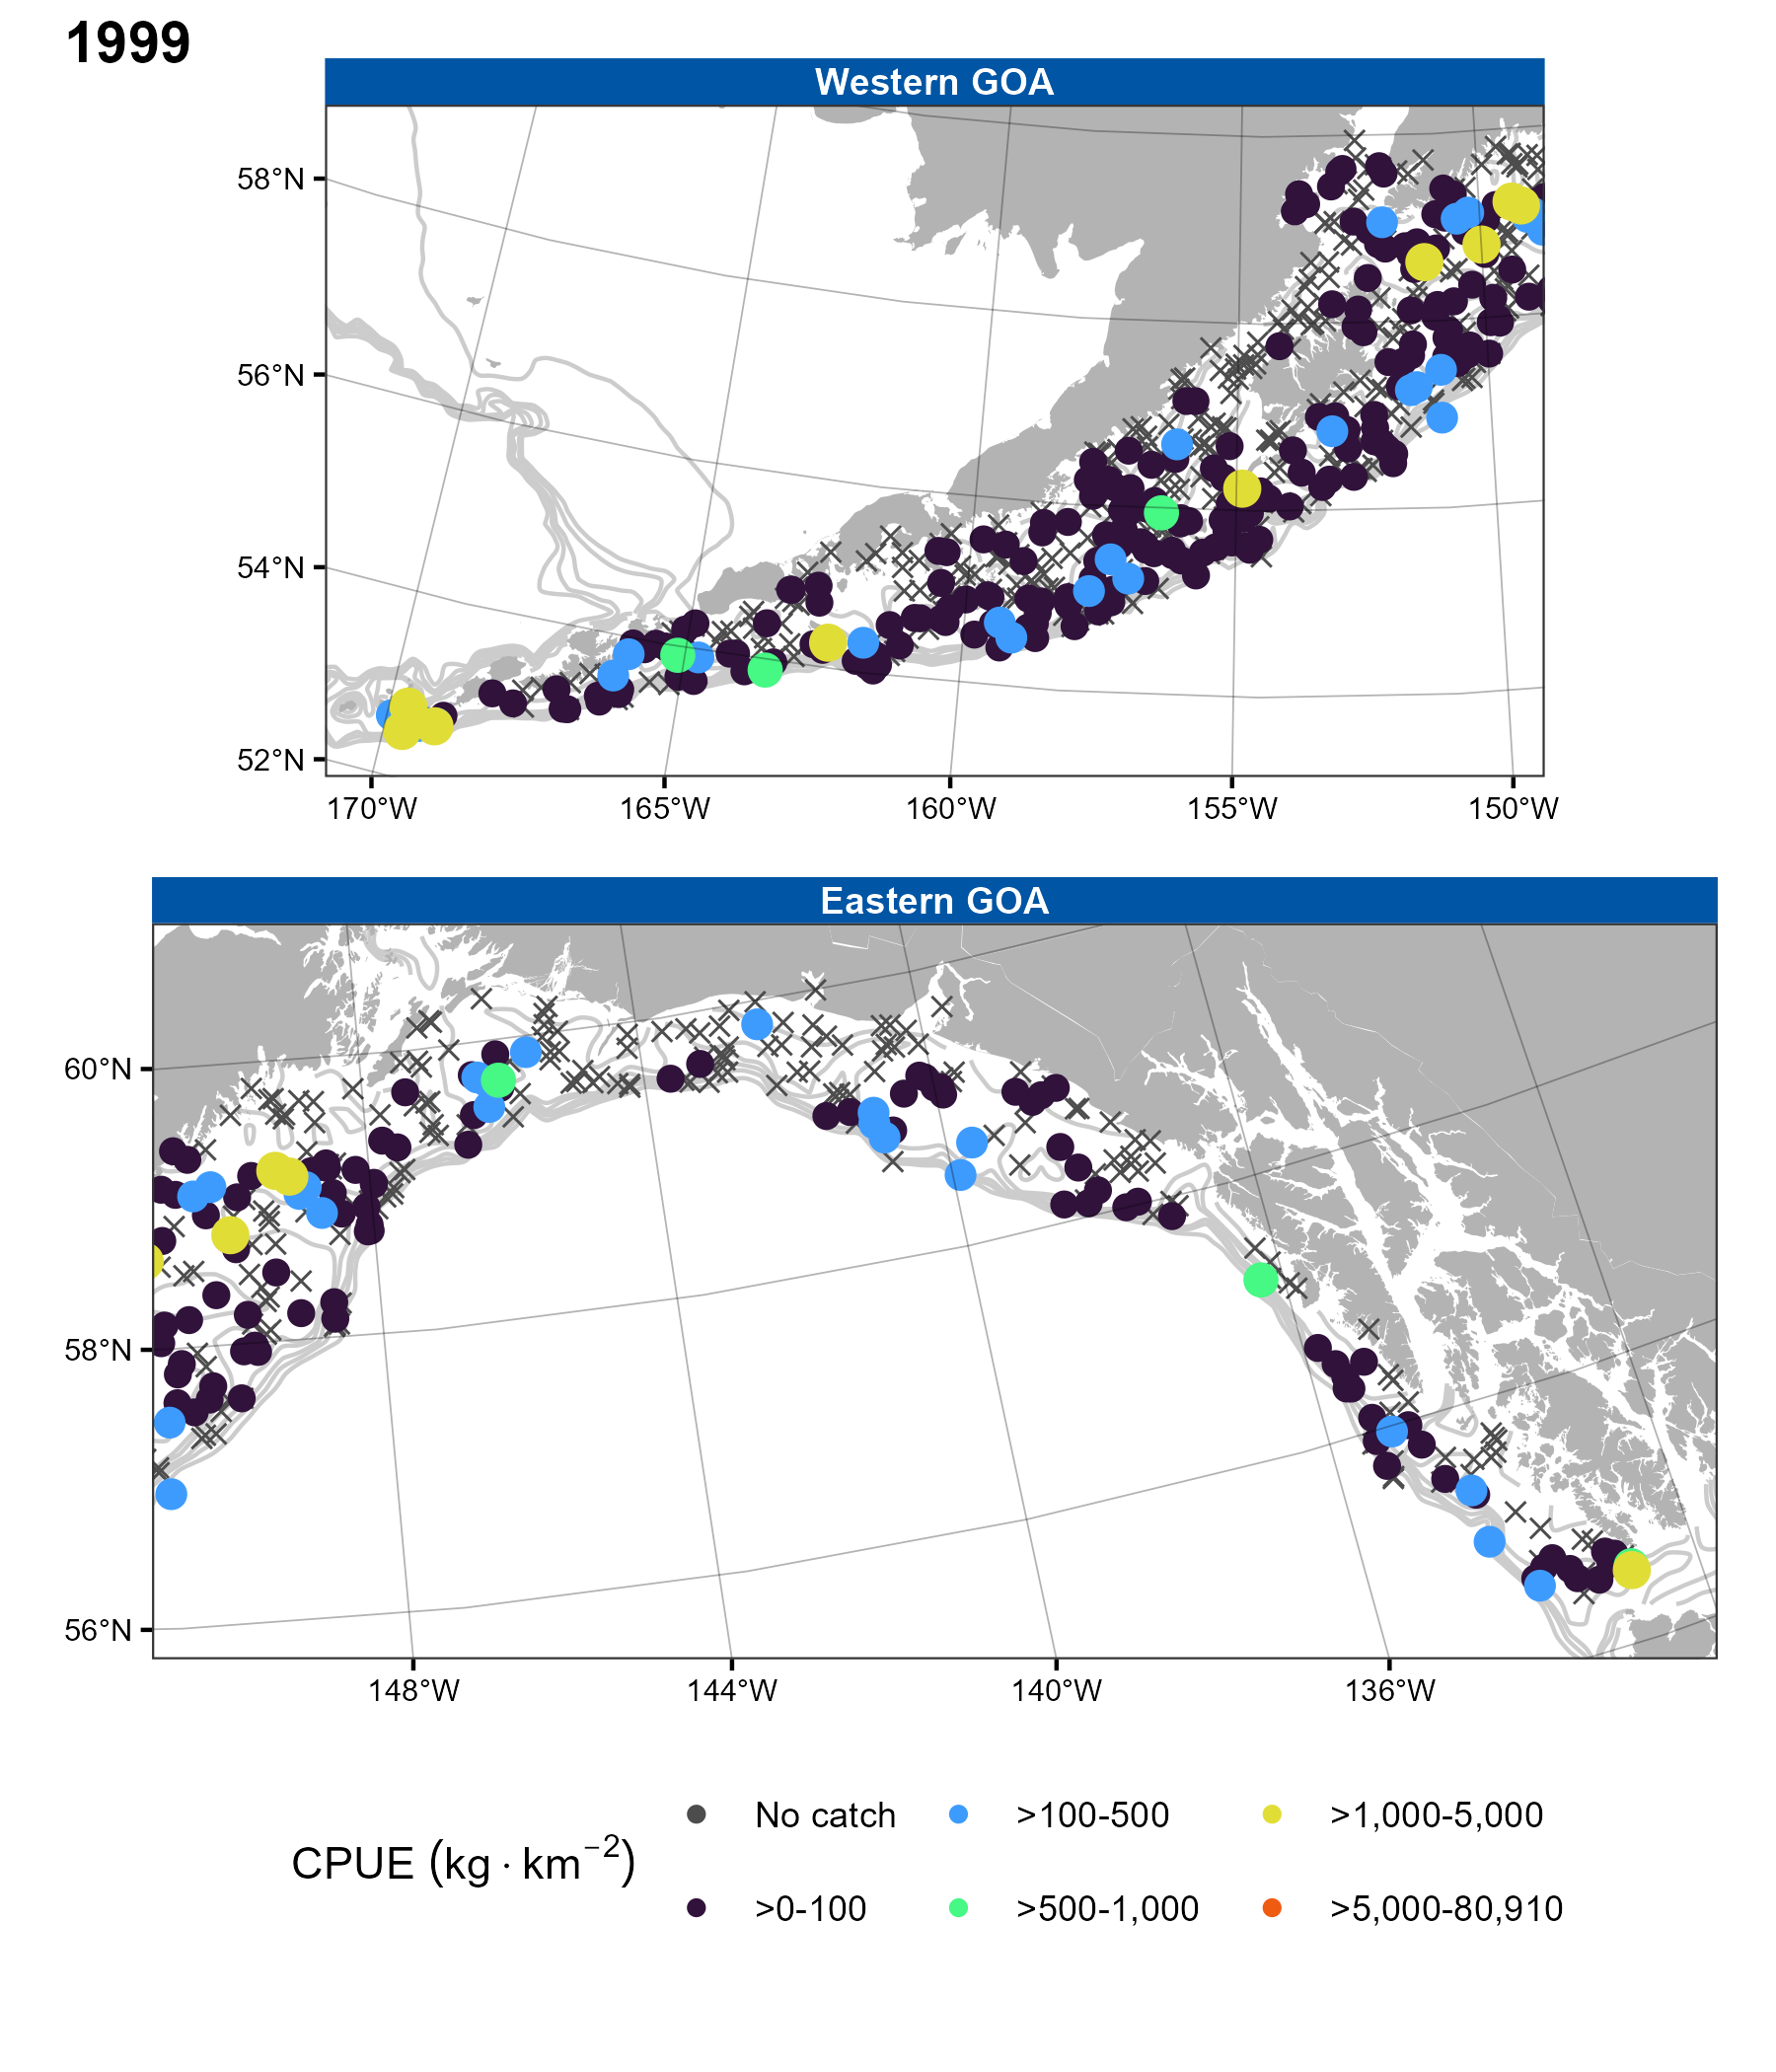 1999
Western GOA
58°N
56°N
54°N
52°N
170°W 165°W 160°W 155°W 150°W
Eastern GOA
60°N
58°N
56°N
148°W 144°W 140°W 136°W
CPUE (kg · km⁻²)
No catch >100-500 >1,000-5,000
>0-100 >500-1,000 >5,000-80,910